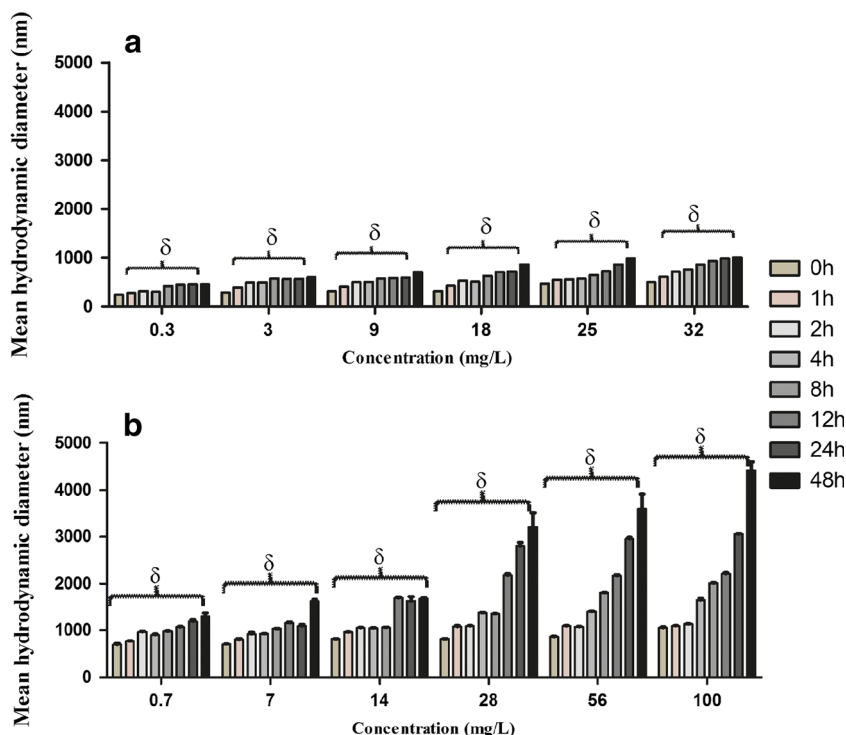 a
Mean hydrodynamic diameter (nm)
5000
4000
3000
2000
1000
0
δ δ δ δ δ δ
0.3 3 9 18 25 32
Concentration (mg/L)
0h
1h
2h
4h
8h
12h
24h
48h
b
Mean hydrodynamic diameter (nm)
5000
4000
3000
2000
1000
0
δ δ δ δ δ δ
0.7 7 14 28 56 100
Concentration (mg/L)